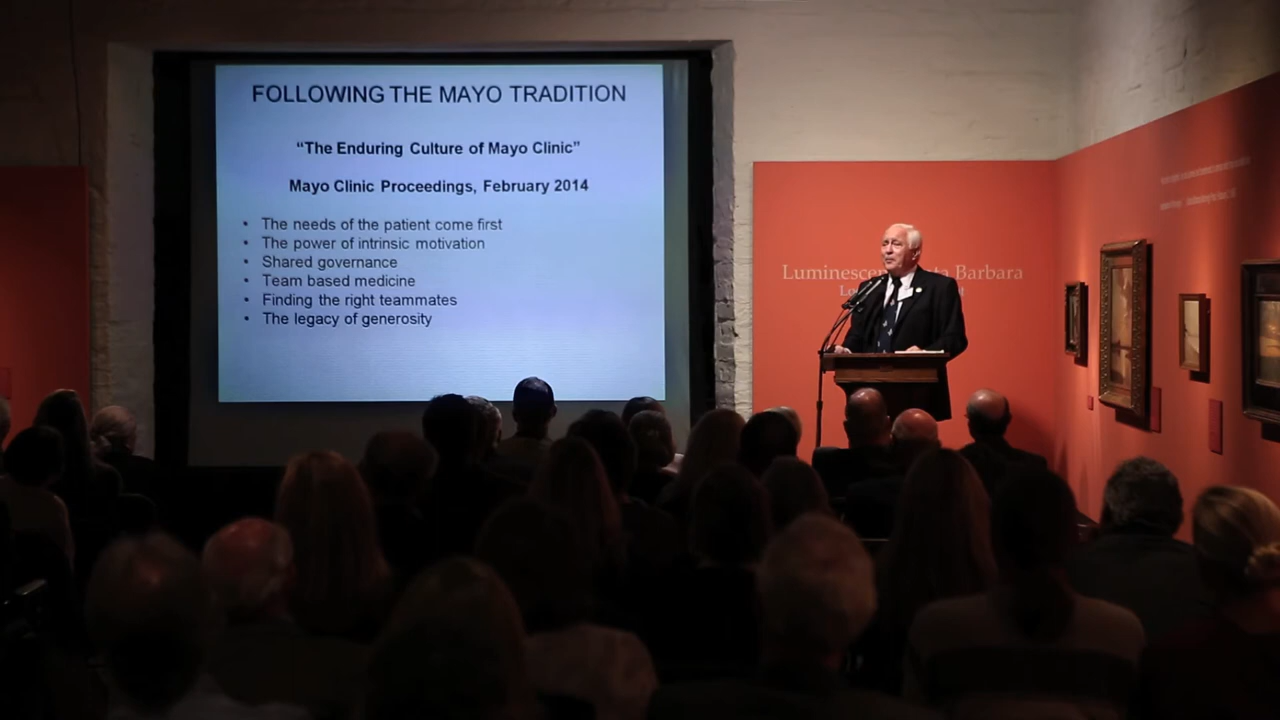 FOLLOWING THE MAYO TRADITION
“The Enduring Culture of Mayo Clinic”
Mayo Clinic Proceedings, February 2014
• The needs of the patient come first
• The power of intrinsic motivation
• Shared governance
• Team based medicine
• Finding the right teammates
• The legacy of generosity
Barbara